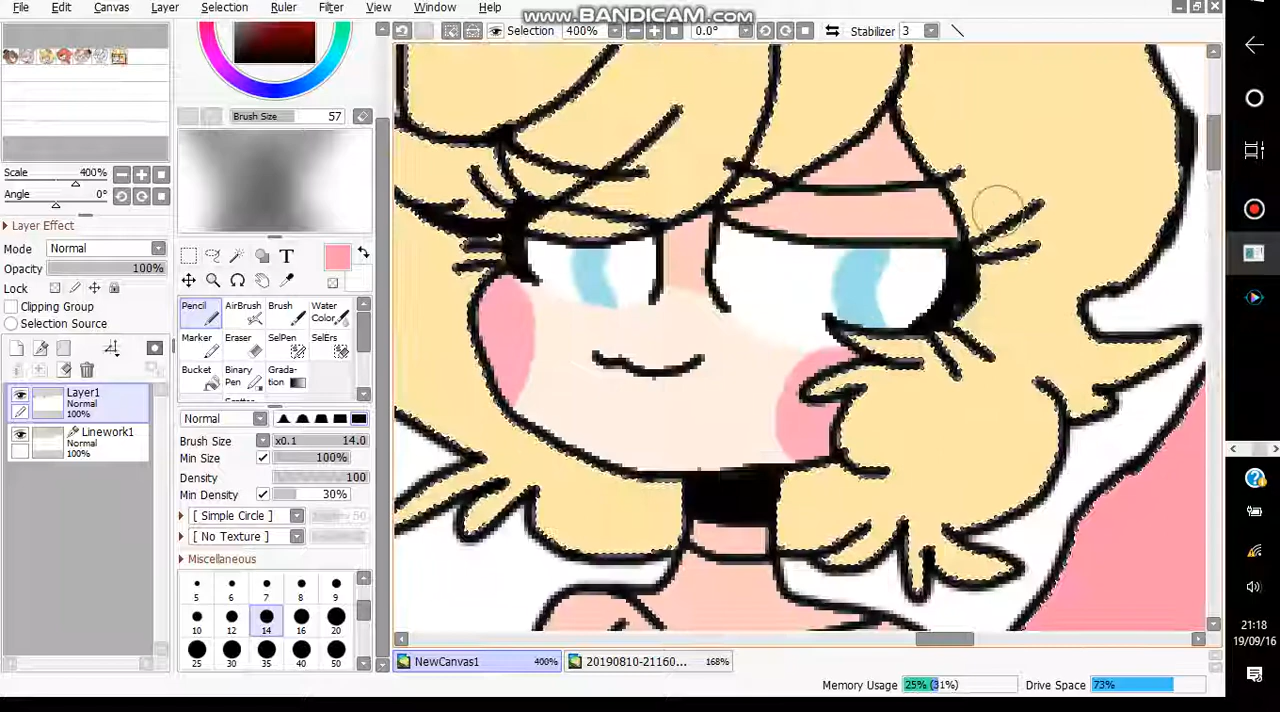 www.BANDICAM.com
File Edit Canvas Layer Selection Ruler Filter View Window Help
Selection 400% 0.0° Stabilizer 3
Brush Size 57
Scale 400%
Angle 0°
Layer Effect
Mode Normal
Opacity 100%
Lock
Clipping Group
Selection Source
Layer1
Normal
100%
Linework1
Normal
100%
T
Pencil AirBrush Brush Water Color
Marker Eraser SelPen SelErs
Bucket Binary Pen Grada-tion
Normal
Brush Size x0.1 14.0
Min Size 100%
Density 100
Min Density 30%
[ Simple Circle ] 50
[ No Texture ]
Miscellaneous
5 6 7 8 9
10 12 14 16 20
25 30 35 40 50
NewCanvas1 400% 20190810-21160... 168%
Memory Usage 25% (31%) Drive Space 73%
21:18
19/09/16